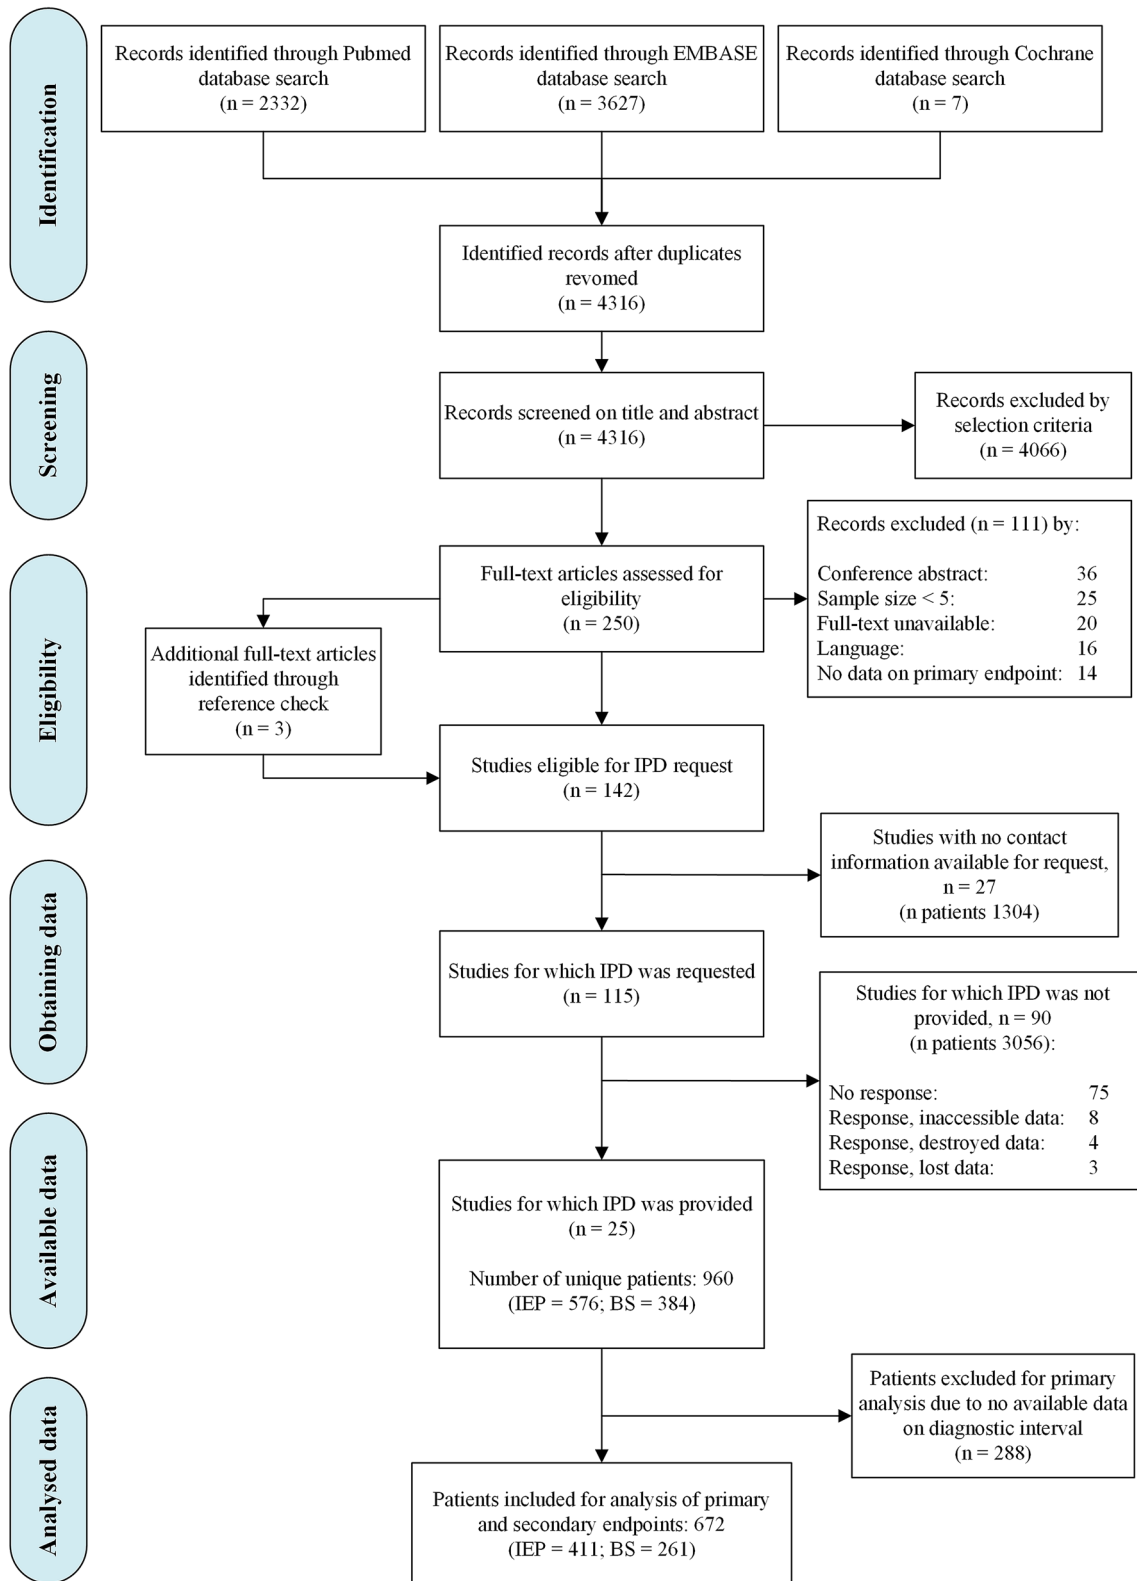 Identification
Records identified through Pubmed
database search
(n = 2332)
Records identified through EMBASE
database search
(n = 3627)
Records identified through Cochrane
database search
(n = 7)
Identified records after duplicates
revomed
(n = 4316)
Screening
Records screened on title and abstract
(n = 4316)
Records excluded by
selection criteria
(n = 4066)
Eligibility
Full-text articles assessed for
eligibility
(n = 250)
Records excluded (n = 111) by:
Conference abstract: 36
Sample size < 5: 25
Full-text unavailable: 20
Language: 16
No data on primary endpoint: 14
Additional full-text articles
identified through
reference check
(n = 3)
Studies eligible for IPD request
(n = 142)
Obtaining data
Studies with no contact
information available for request,
n = 27
(n patients 1304)
Studies for which IPD was requested
(n = 115)
Studies for which IPD was not
provided, n = 90
(n patients 3056):
No response: 75
Response, inaccessible data: 8
Response, destroyed data: 4
Response, lost data: 3
Available data
Studies for which IPD was provided
(n = 25)
Number of unique patients: 960
(IEP = 576; BS = 384)
Analysed data
Patients excluded for primary
analysis due to no available data
on diagnostic interval
(n = 288)
Patients included for analysis of primary
and secondary endpoints: 672
(IEP = 411; BS = 261)